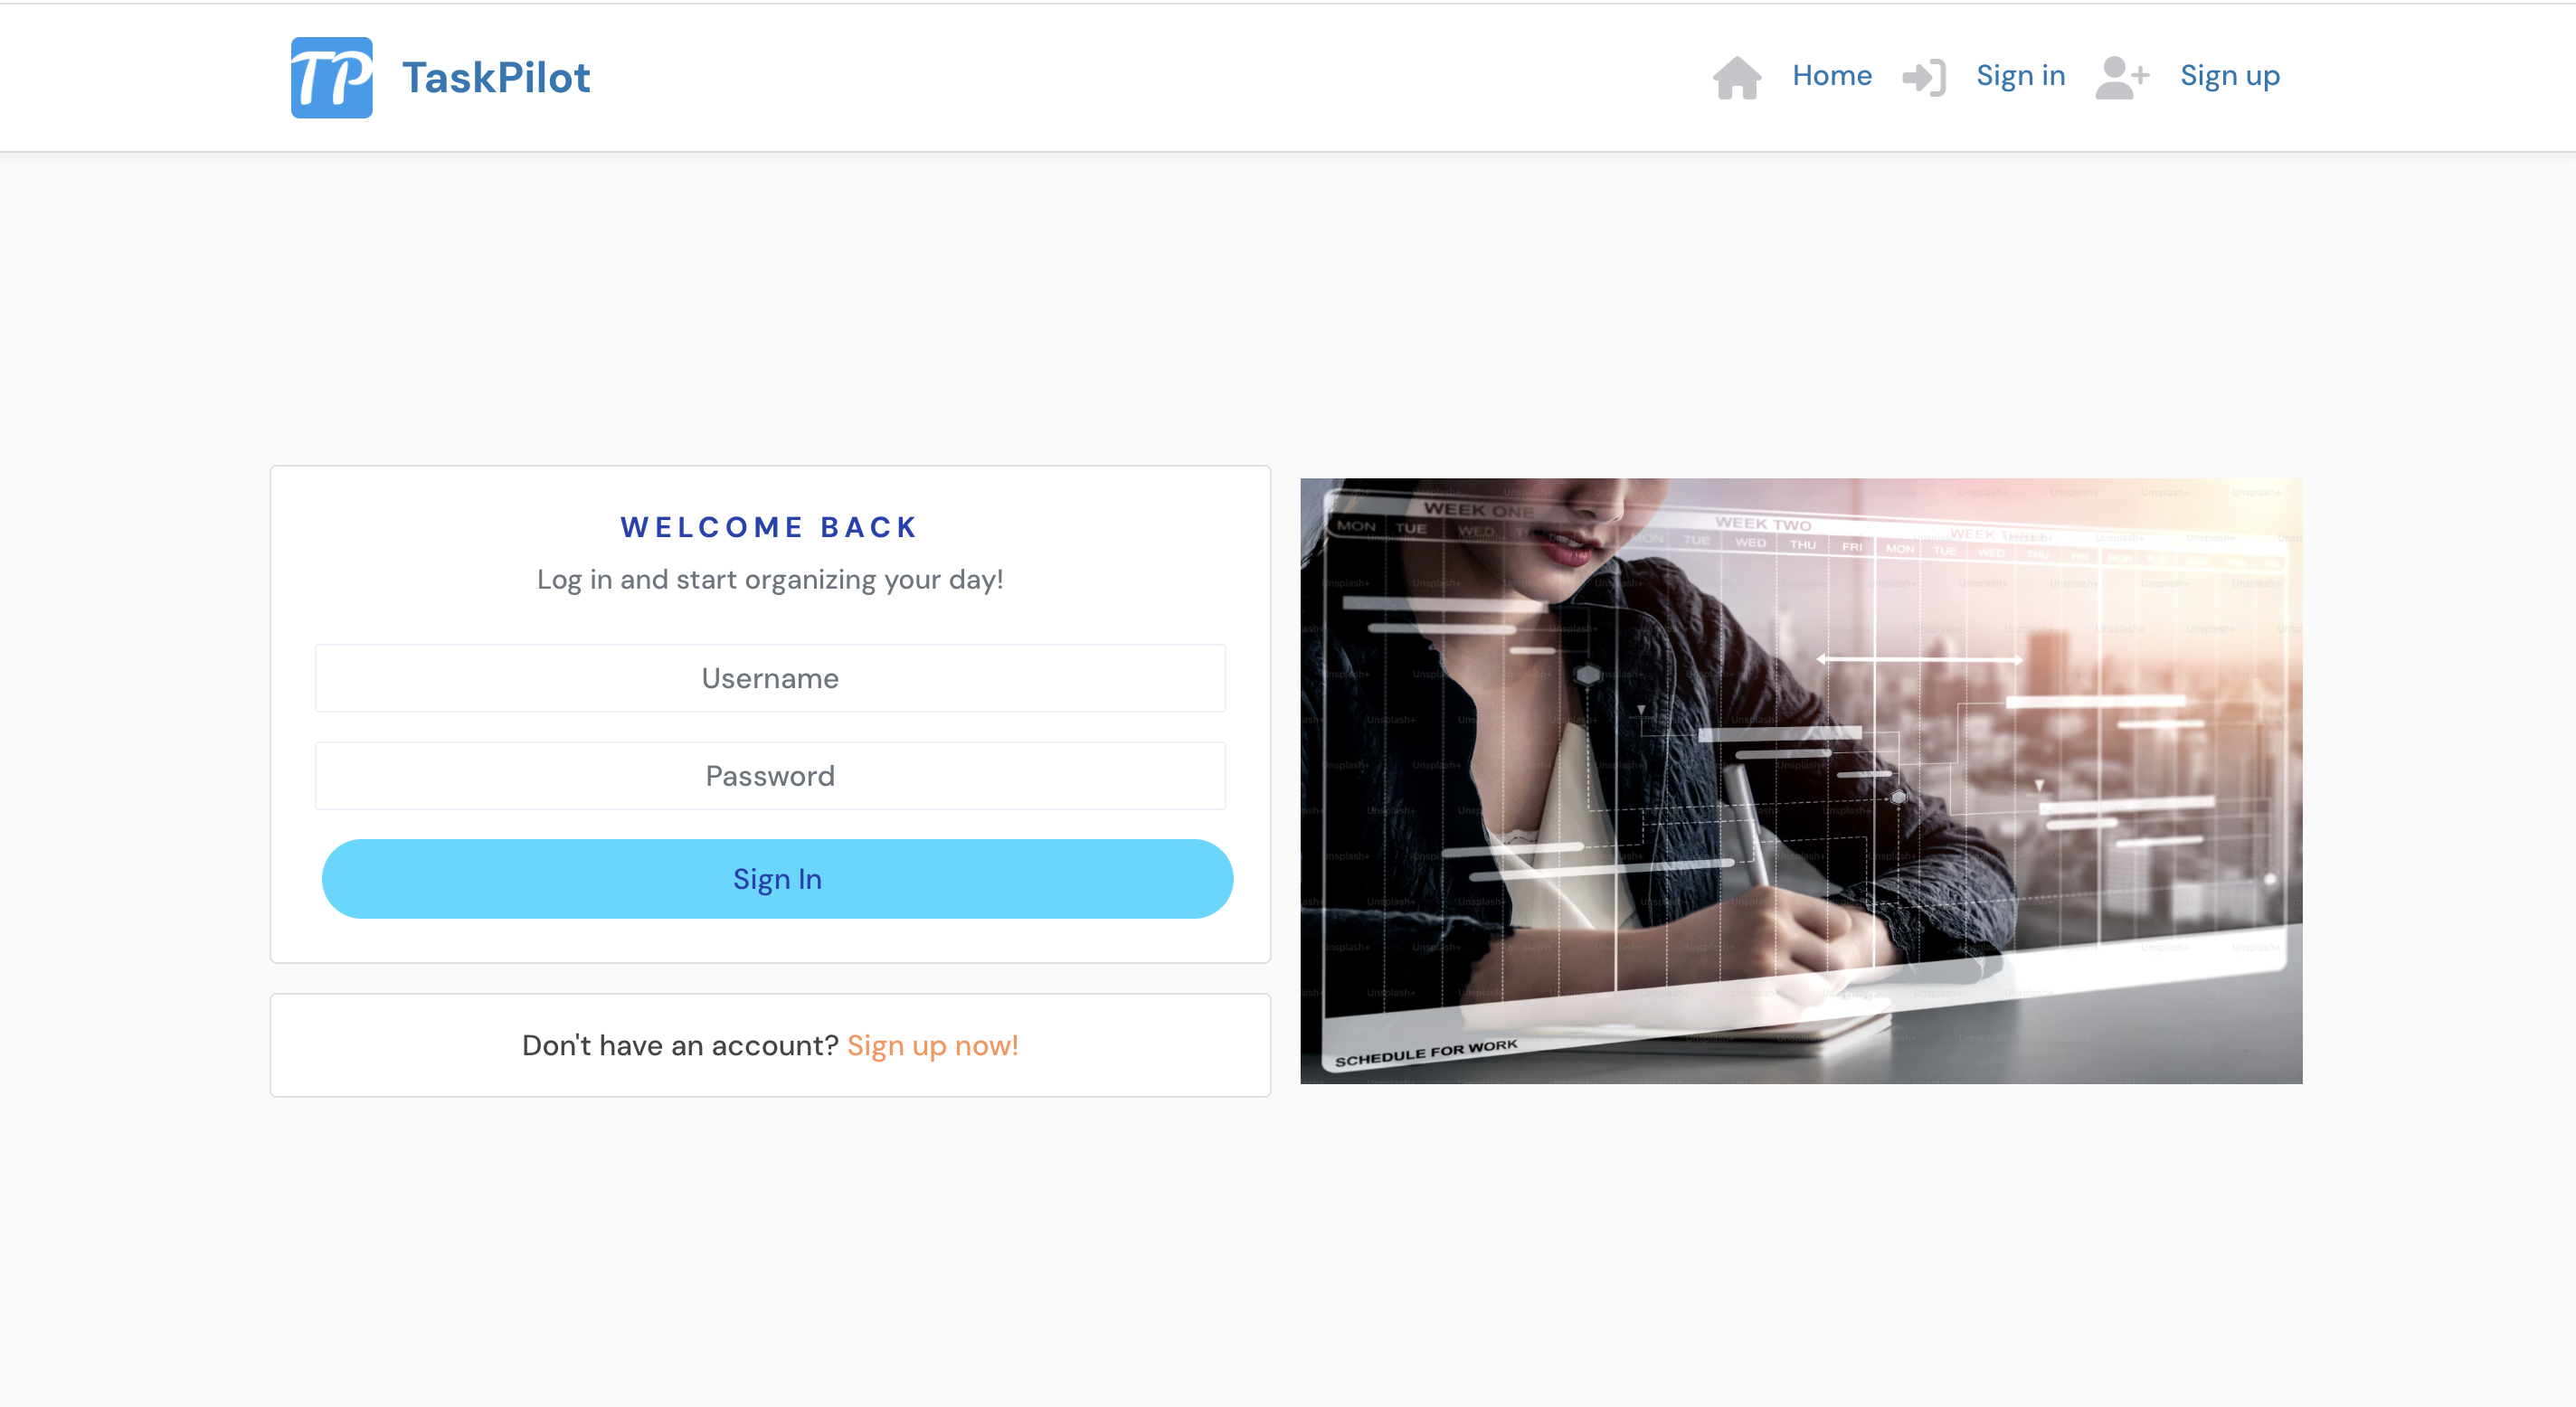 TP TaskPilot
Home Sign in Sign up
WELCOME BACK
Log in and start organizing your day!
Username
Password
Sign In
Don't have an account? Sign up now!
WEEK ONE WEEK TWO WEEK THREE
MON TUE WED MON TUE WED THU FRI MON TUE WED THU FRI
SCHEDULE FOR WORK
Unsplash+